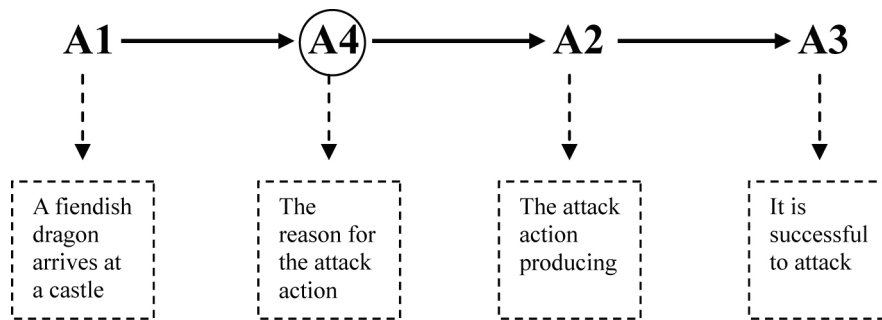 A1 A4 A2 A3
A fiendish
dragon
arrives at
a castle
The
reason for
the attack
action
The attack
action
producing
It is
successful
to attack